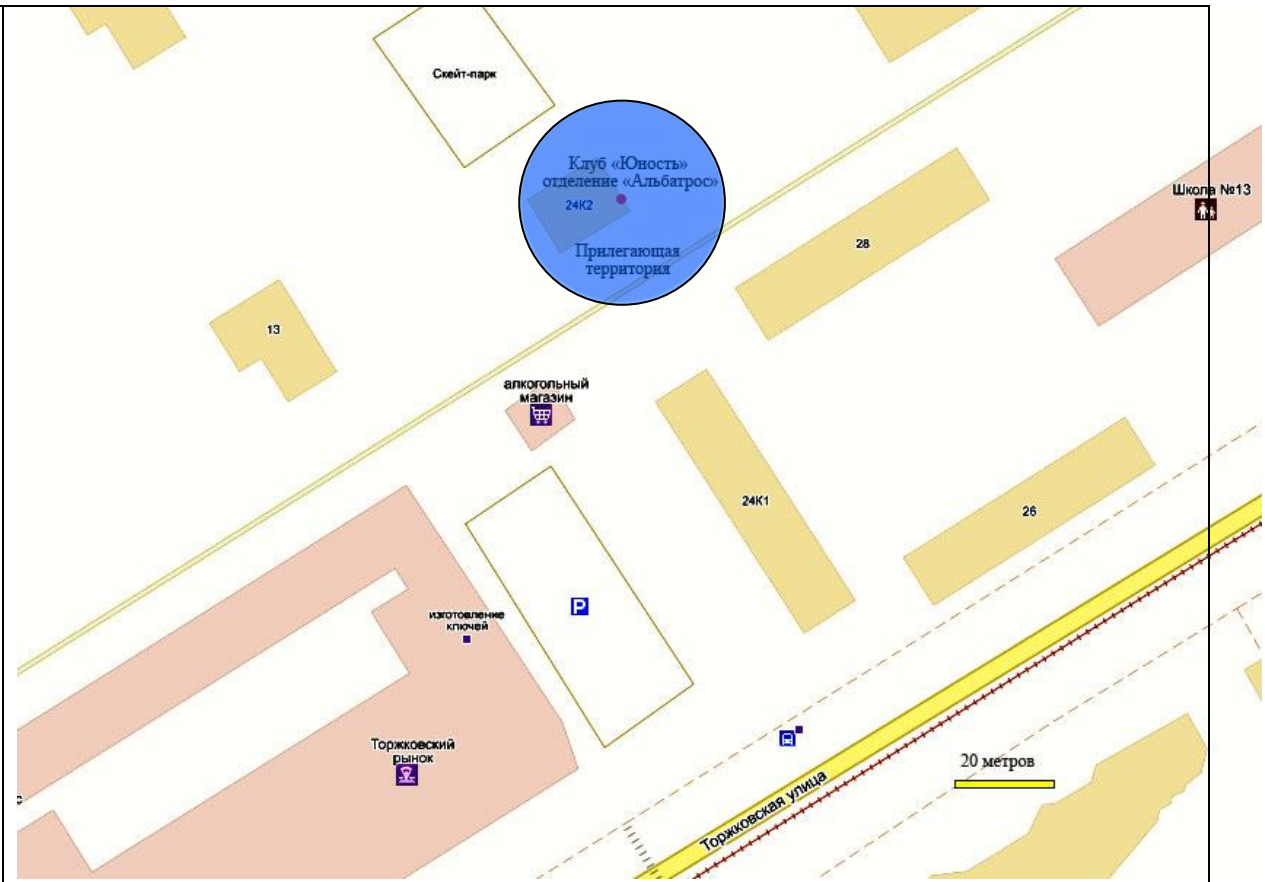 Скейт-парк
Клуб «Юность»
отделение «Альбатрос»
24К2
Прилегающая
территория
28
Школа №13
13
алкогольный
магазин
24К1
26
P
изготовление
ключей
Торжковский
рынок
20 метров
Торжковская улица
с